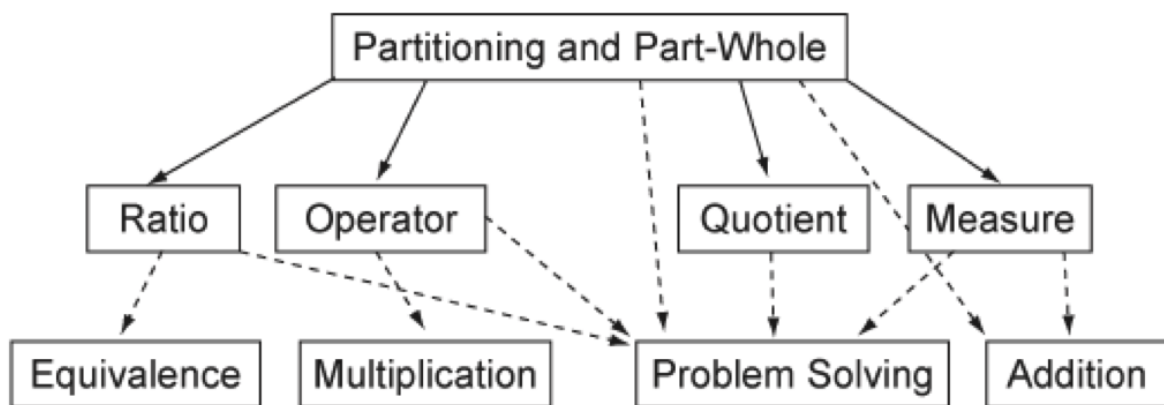 Partitioning and Part-Whole
Ratio
Operator
Quotient
Measure
Equivalence
Multiplication
Problem Solving
Addition